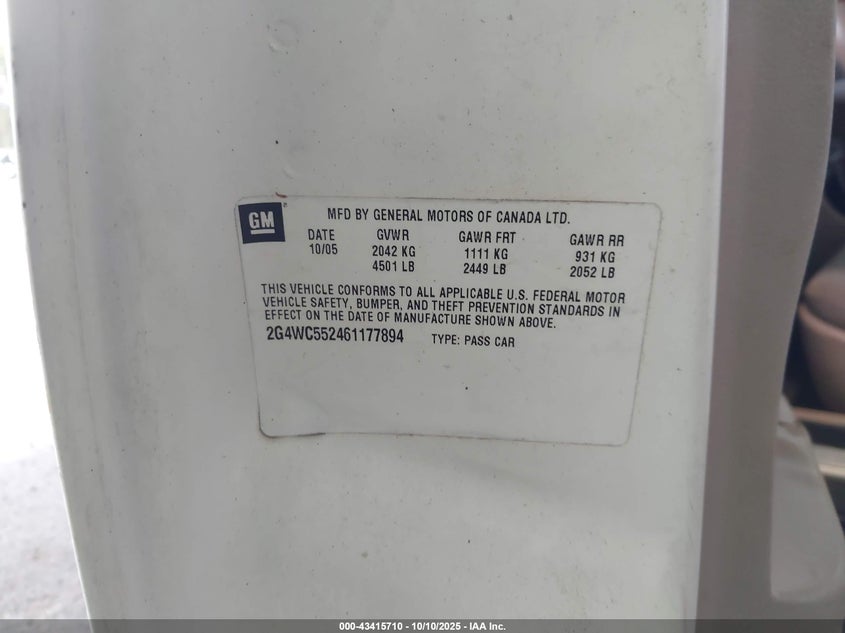 GM
MFD BY GENERAL MOTORS OF CANADA LTD.
DATE GVWR GAWR FRT GAWR RR
10/05 2042 KG 1111 KG 931 KG
4501 LB 2449 LB 2052 LB
THIS VEHICLE CONFORMS TO ALL APPLICABLE U.S. FEDERAL MOTOR
VEHICLE SAFETY, BUMPER, AND THEFT PREVENTION STANDARDS IN
EFFECT ON THE DATE OF MANUFACTURE SHOWN ABOVE.
2G4WC552461177894 TYPE: PASS CAR
000-43415710 - 10/10/2025 - IAA Inc.